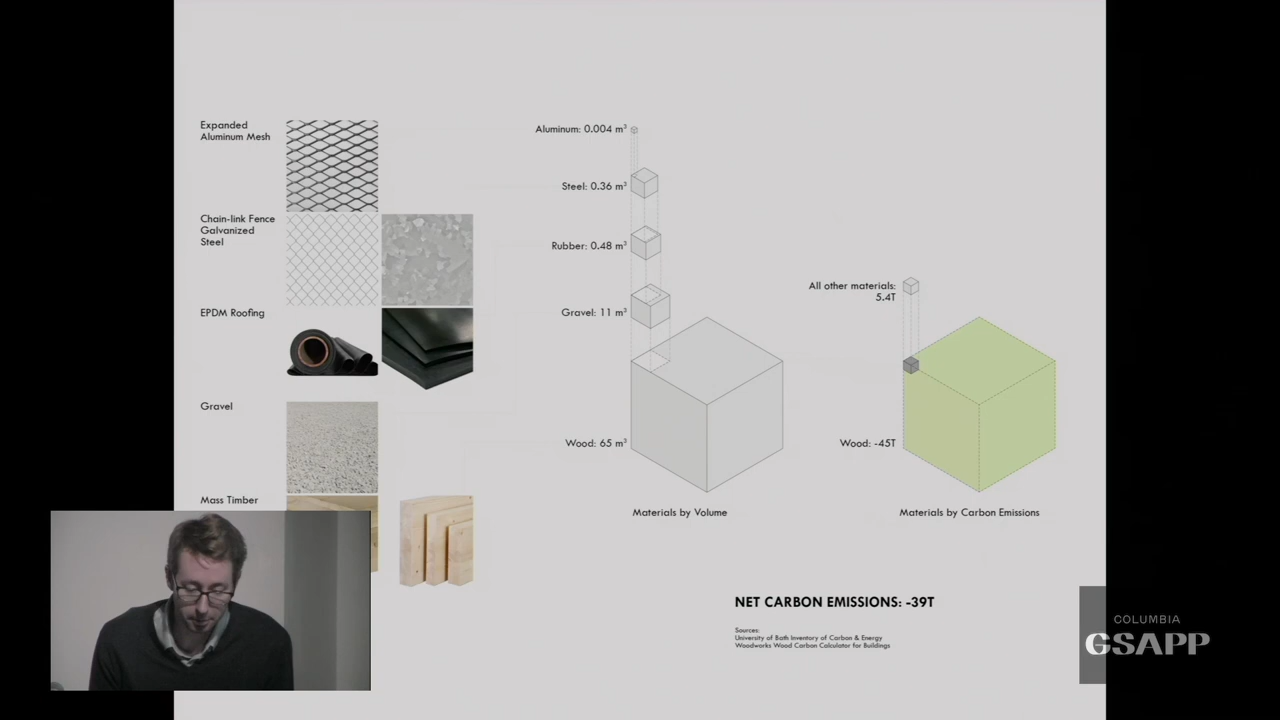 Expanded
Aluminum Mesh
Chain-link Fence
Galvanized
Steel
EPDM Roofing
Gravel
Mass Timber
Aluminum: 0.004 m³
Steel: 0.36 m³
Rubber: 0.48 m³
Gravel: 11 m³
Wood: 65 m³
Materials by Volume
All other materials:
5.4T
Wood: -45T
Materials by Carbon Emissions
NET CARBON EMISSIONS: -39T
Sources:
University of Bath Inventory of Carbon & Energy
Woodworks Wood Carbon Calculator for Buildings
COLUMBIA
GSAPP